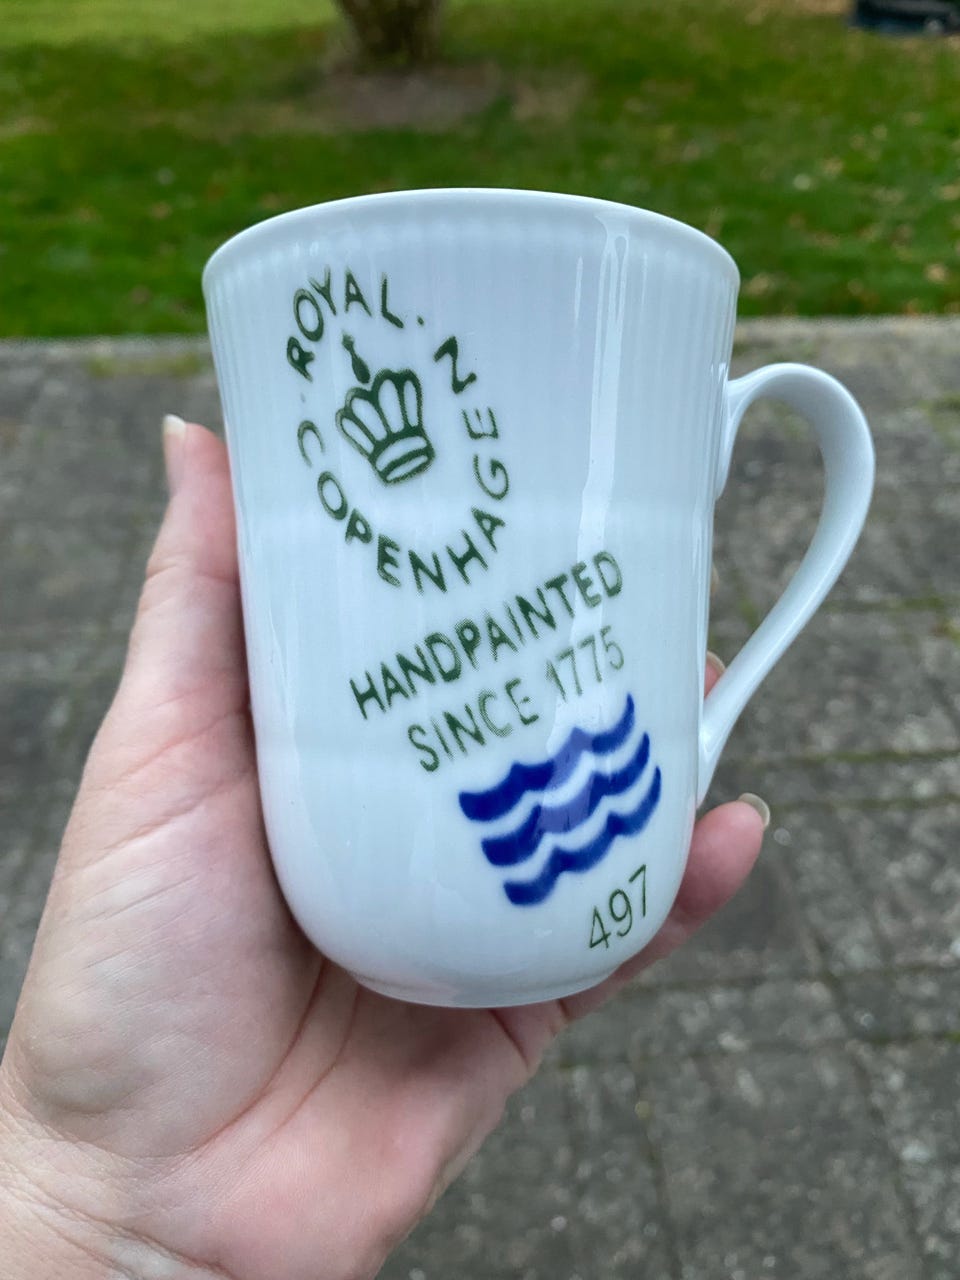 ROYAL
COPENHAGEN
HANDPAINTED
SINCE 1775
497